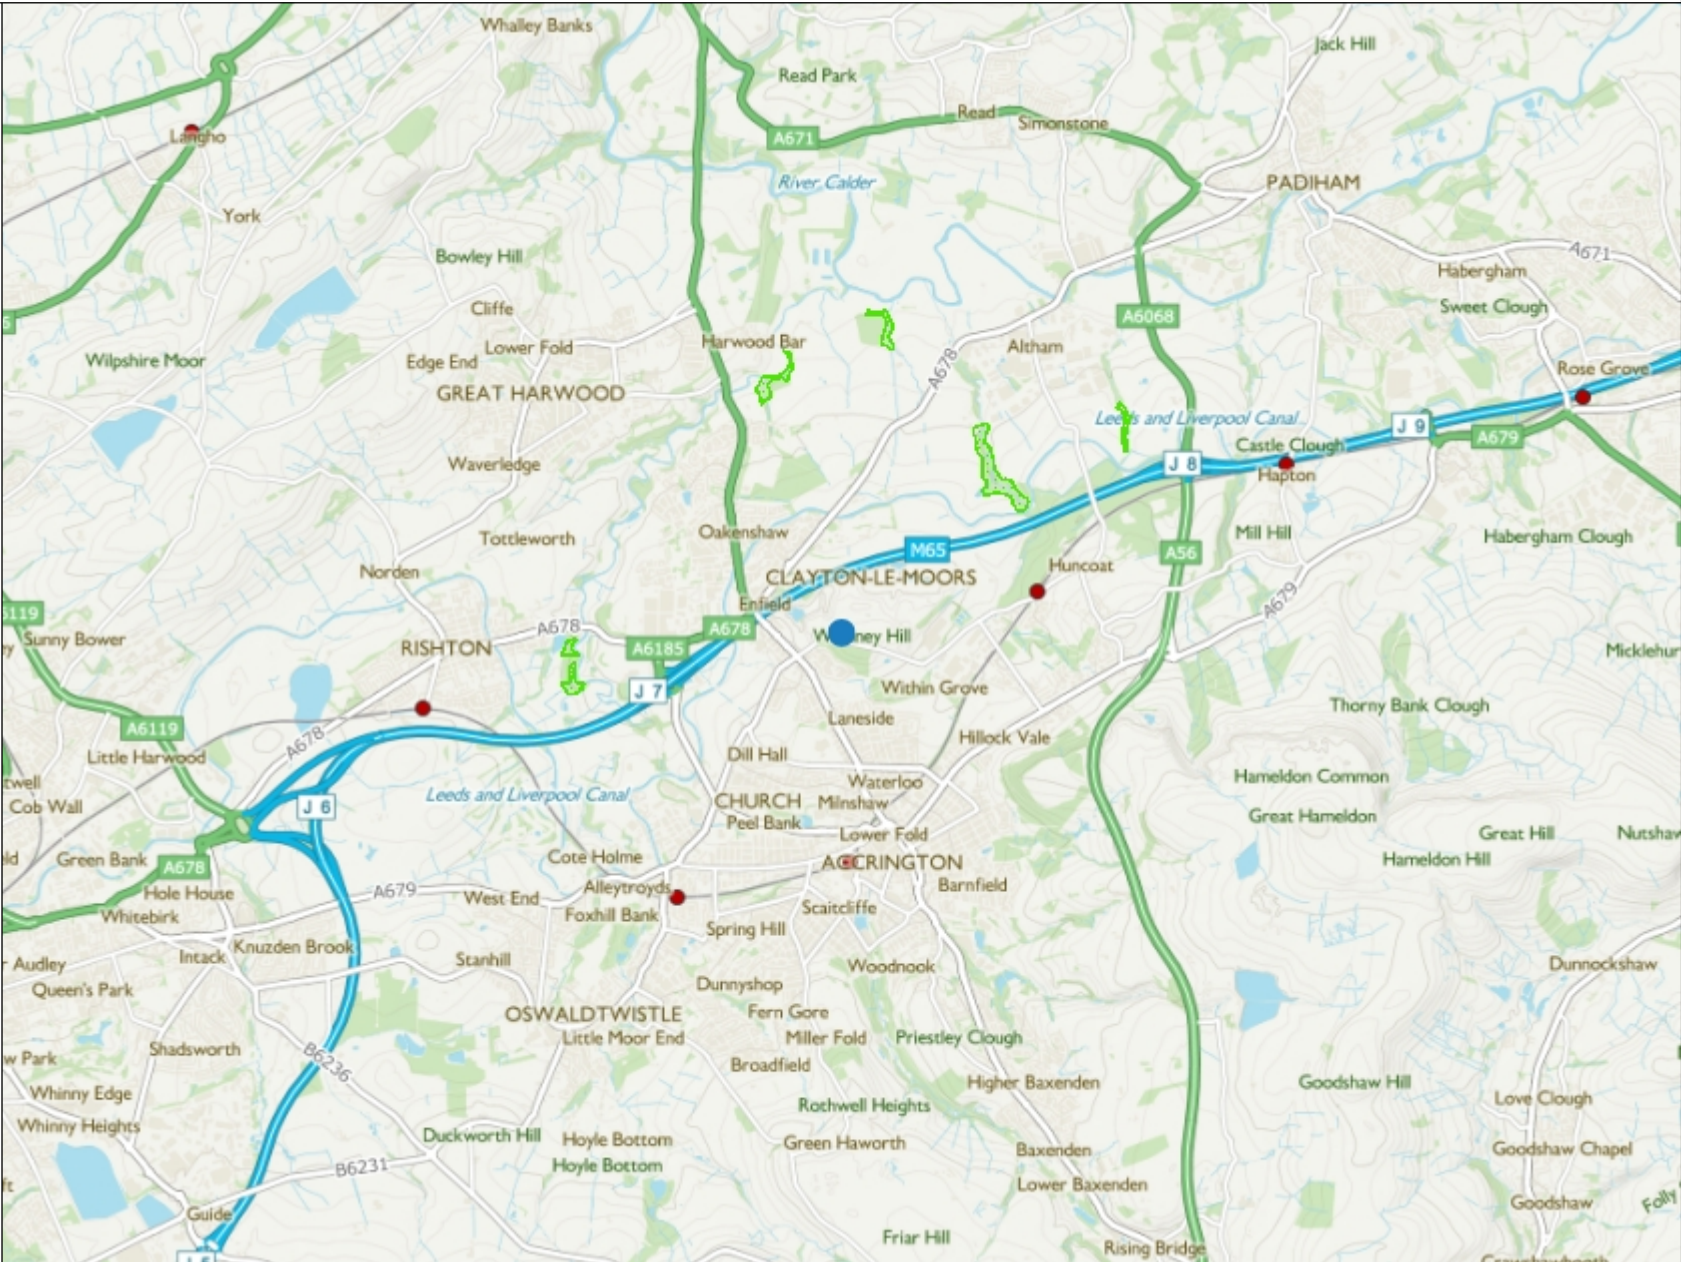 Whalley Banks
Jack Hill
Read Park
Read
Simonstone
Langho
A671
River Calder
PADIHAM
York
Bowley Hill
A671
Habergham
Cliffe
Sweet Clough
A6068
Harwood Bar
Altham
Lower Fold
Wilpshire Moor
Edge End
A678
Rose Grove
GREAT HARWOOD
Leeds and Liverpool Canal
J 9
A679
Castle Clough
Waverledge
J 8
Hapton
Tottleworth
Oakenshaw
Mill Hill
Habergham Clough
M65
A56
Norden
CLAYTON-LE-MOORS
Huncoat
Enfield
A679
6119
Sunny Bower
A678
A678
RISHTON
A6185
J 7
Within Grove
Thorny Bank Clough
Laneside
A6119
A678
Hillock Vale
Little Harwood
Dill Hall
Waterloo
Hameldon Common
Cob Wall
J 6
Leeds and Liverpool Canal
CHURCH
Milnshaw
Great Hameldon
Peel Bank
Lower Fold
Great Hill
Green Bank
A678
Cote Holme
ACCRINGTON
Hameldon Hill
Hole House
A679
West End
Alleytroyds
Barnfield
Whitebirk
Foxhill Bank
Scaitcliffe
Spring Hill
Intack
Knuzden Brook
Stanhill
Woodnook
Dunnockshaw
r Audley
Queen's Park
Dunnyshop
OSWALDTWISTLE
Fern Gore
Little Moor End
Miller Fold
Priestley Clough
w Park
Shadsworth
B6236
Broadfield
Whinny Edge
Higher Baxenden
Goodshaw Hill
Love Clough
Rothwell Heights
Whinny Heights
Duckworth Hill
Hoyle Bottom
Green Haworth
Baxenden
Goodshaw Chapel
Hoyle Bottom
B6231
Lower Baxenden
Goodshaw
Folly
Guide
Friar Hill
Rising Bridge